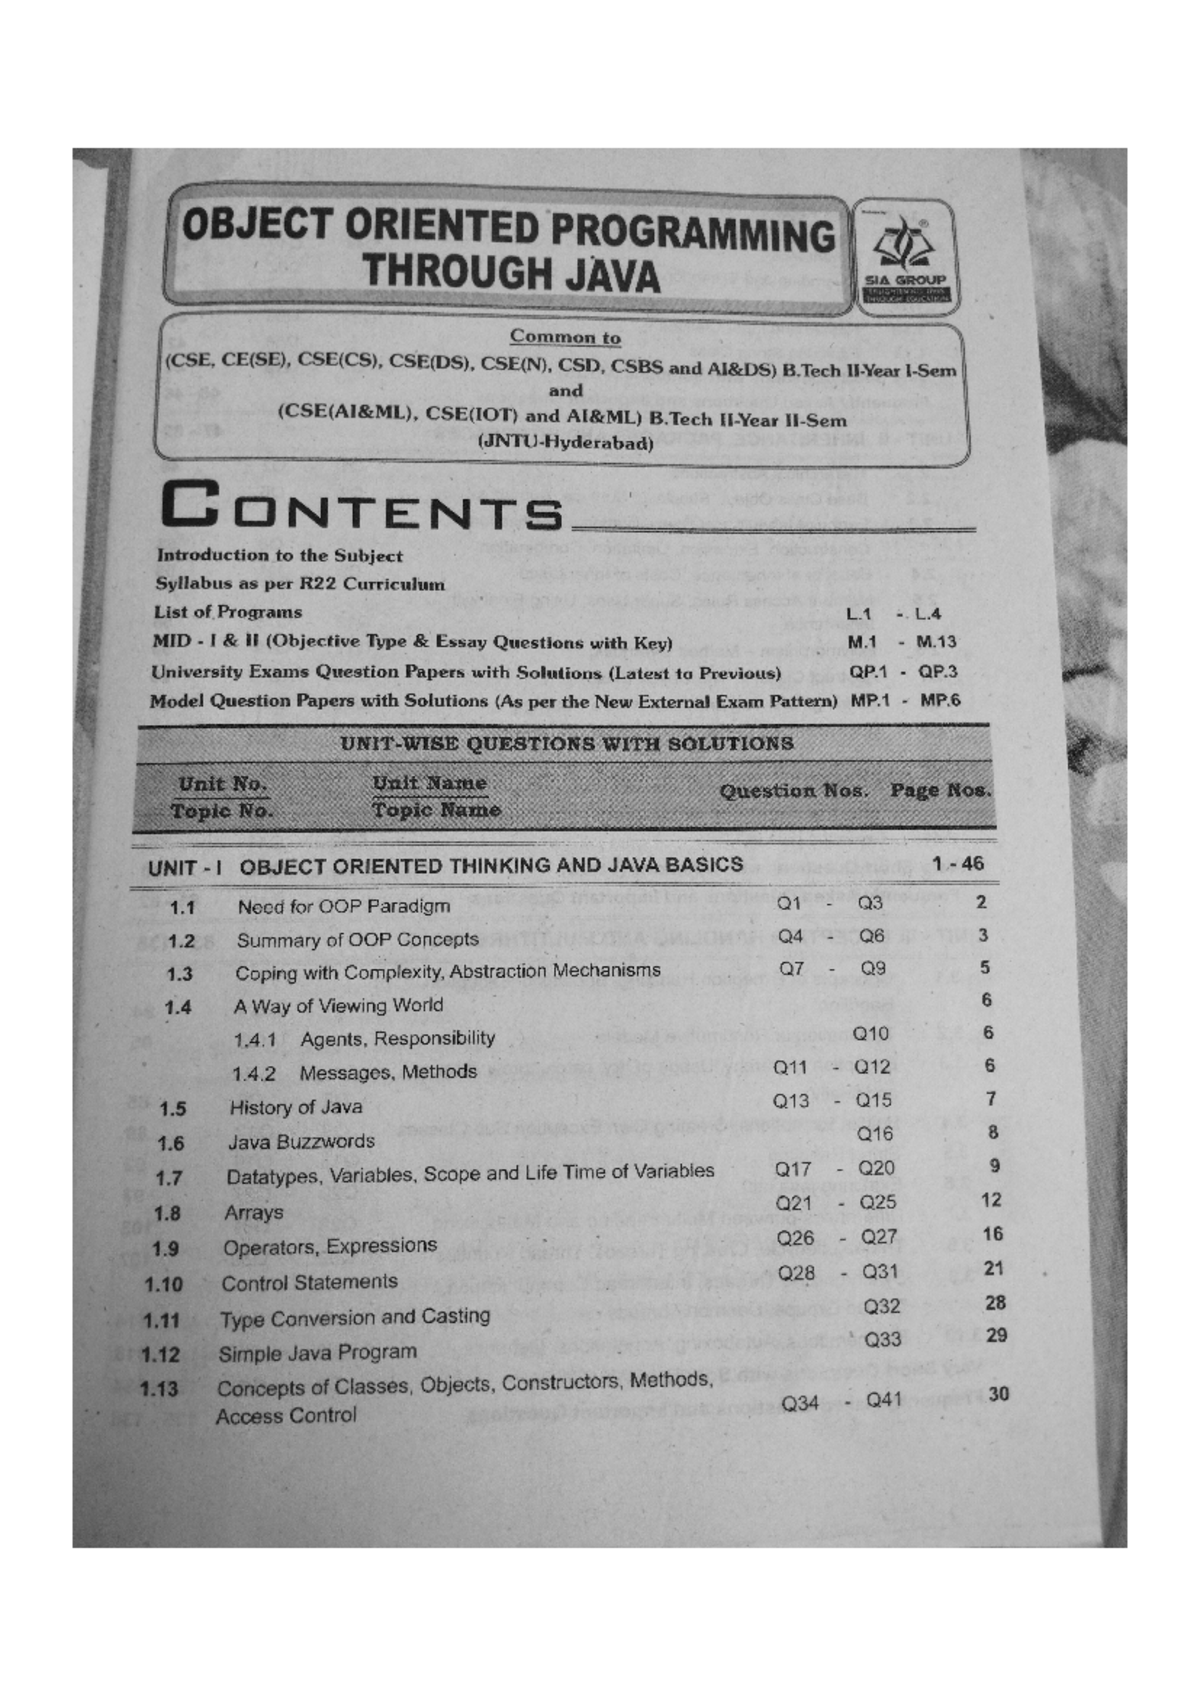 OBJECT ORIENTED PROGRAMMING
THROUGH JAVA
SIA GROUP
Common to
(CSE, CE(SE), CSE(CS), CSE(DS), CSE(N), CSD, CSBS and AI&DS) B.Tech II-Year I-Sem
and
(CSE(AI&ML), CSE(IOT) and AI&ML) B.Tech II-Year II-Sem
(JNTU-Hyderabad)
CONTENTS
Introduction to the Subject
Syllabus as per R22 Curriculum
List of Programs L.1 - L.4
MID - I & II (Objective Type & Essay Questions with Key) M.1 - M.13
University Exams Question Papers with Solutions (Latest to Previous) QP.1 - QP.3
Model Question Papers with Solutions (As per the New External Exam Pattern) MP.1 - MP.6
UNIT-WISE QUESTIONS WITH SOLUTIONS
Unit No. Unit Name
Question Nos. Page Nos.
Topic No. Topic Name
UNIT - I OBJECT ORIENTED THINKING AND JAVA BASICS 1 - 46
1.1 Need for OOP Paradigm Q1 - Q3 2
1.2 Summary of OOP Concepts Q4 - Q6 3
1.3 Coping with Complexity, Abstraction Mechanisms Q7 - Q9 5
1.4 A Way of Viewing World 6
1.4.1 Agents, Responsibility Q10 6
1.4.2 Messages, Methods Q11 - Q12 6
1.5 History of Java Q13 - Q15 7
1.6 Java Buzzwords Q16 8
1.7 Datatypes, Variables, Scope and Life Time of Variables Q17 - Q20 9
1.8 Arrays Q21 - Q25 12
1.9 Operators, Expressions Q26 - Q27 16
1.10 Control Statements Q28 - Q31 21
1.11 Type Conversion and Casting Q32 28
1.12 Simple Java Program Q33 29
1.13 Concepts of Classes, Objects, Constructors, Methods,
Access Control Q34 - Q41 30